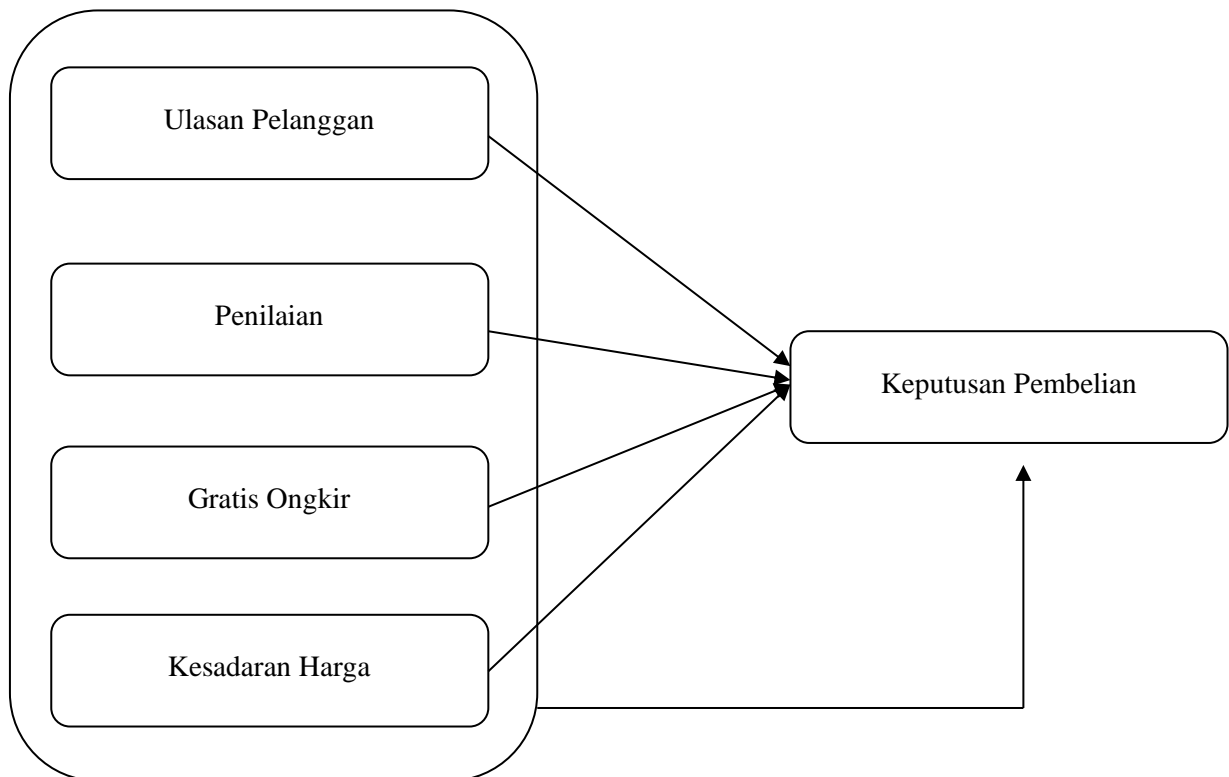 Ulasan Pelanggan
Penilaian
Keputusan Pembelian
Gratis Ongkir
Kesadaran Harga